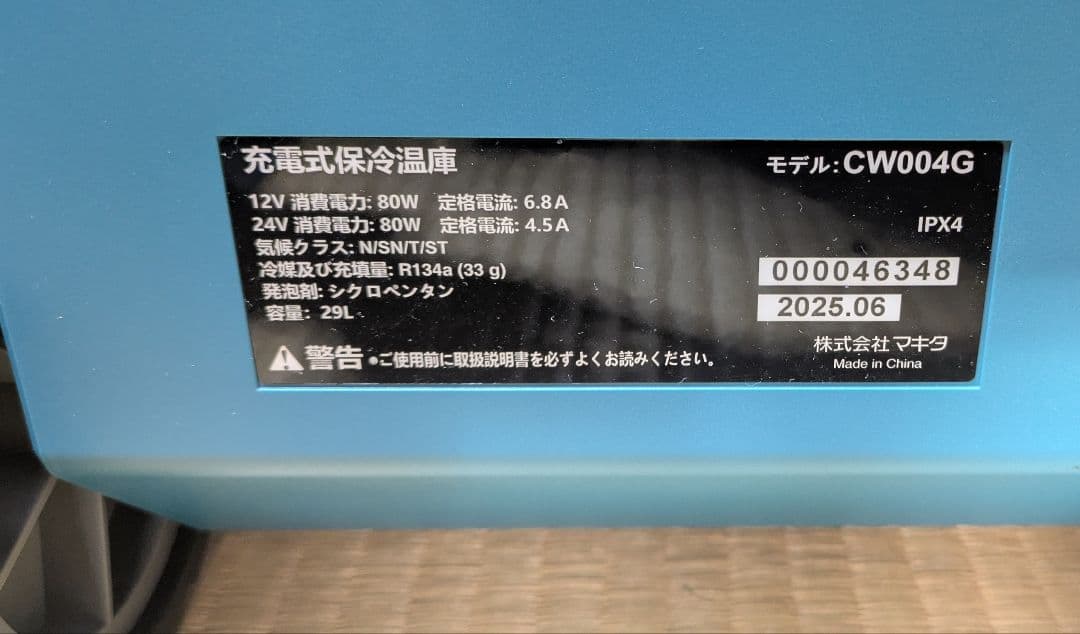 充電式保冷温庫
モデル: CW004G
12V 消費電力: 80W 定格電流: 6.8A
24V 消費電力: 80W 定格電流: 4.5A
IPX4
気候クラス: N/SN/T/ST
冷媒及び充填量: R134a (33 g)
000046348
発泡剤: シクロペンタン
2025.06
容量: 29L
株式会社マキタ
⚠警告 ●ご使用前に取扱説明書を必ずよくお読みください。
Made in China